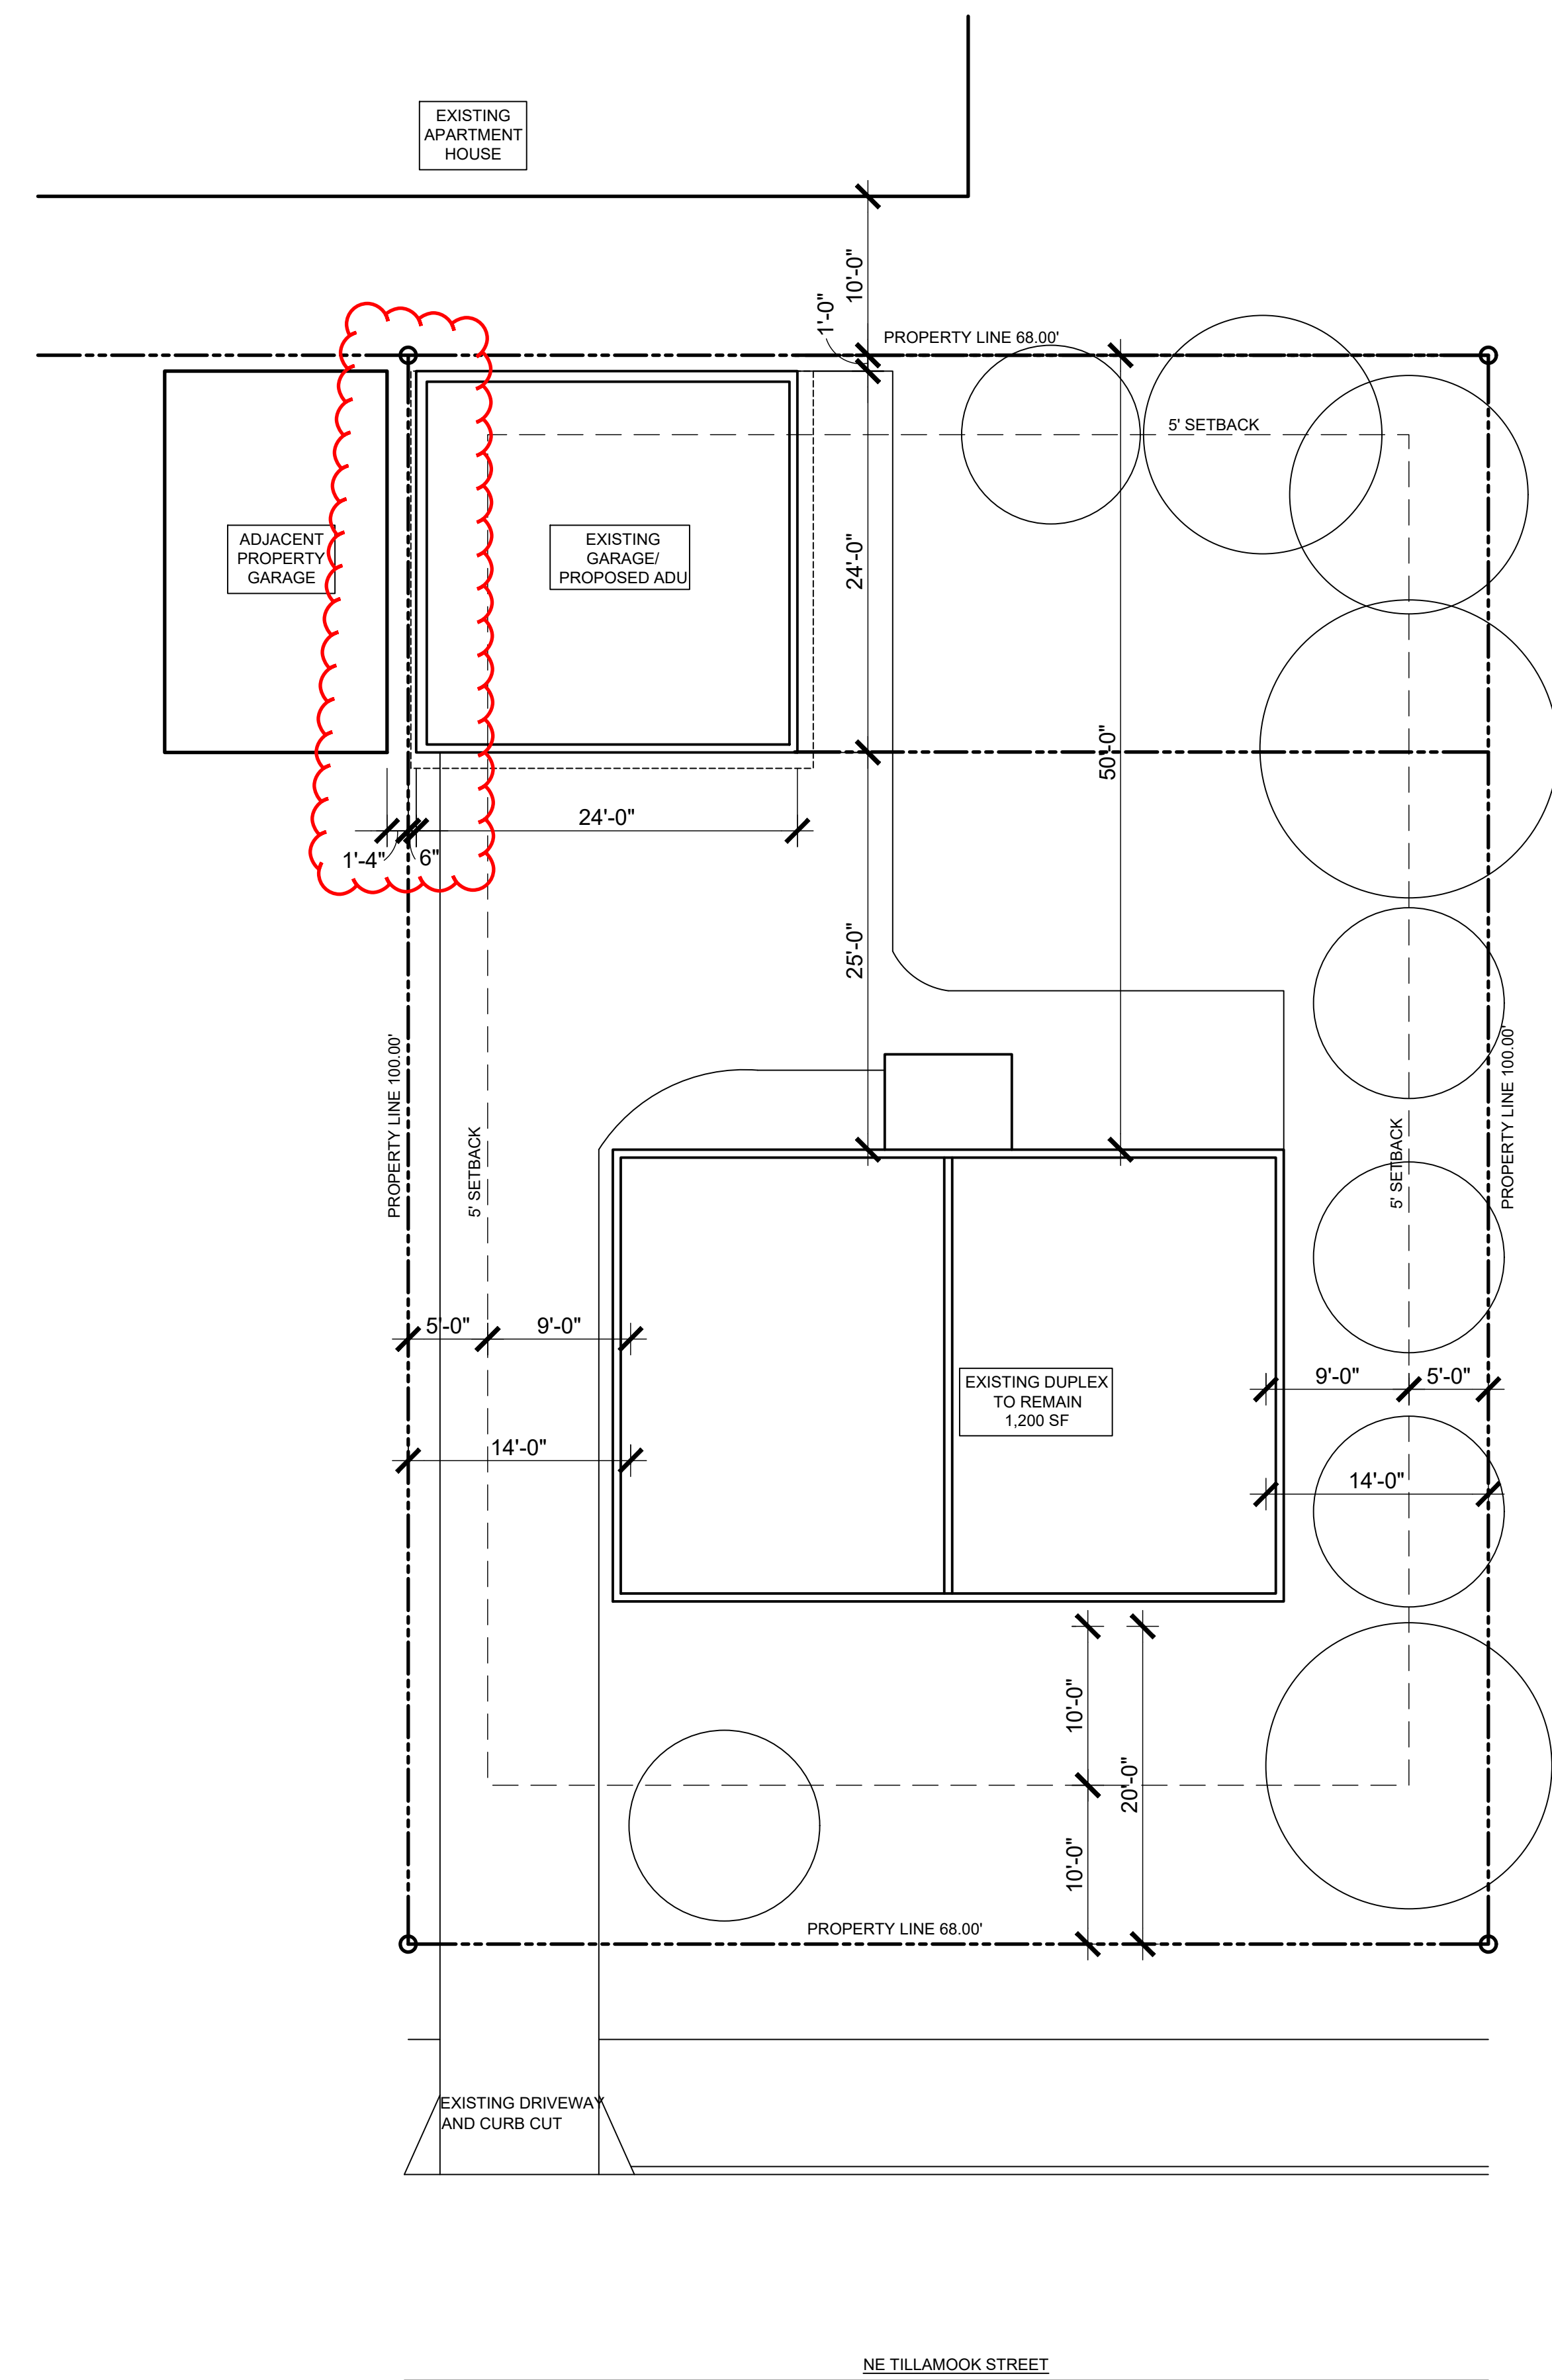 EXISTING
APARTMENT
HOUSE
10'-0"
1'-0"
PROPERTY LINE 68.00'
5' SETBACK
ADJACENT
PROPERTY
GARAGE
EXISTING
GARAGE/
PROPOSED ADU
24'-0"
50'-0"
24'-0"
1'-4"
6"
25'-0"
PROPERTY LINE 100.00'
5' SETBACK
5' SETBACK
PROPERTY LINE 100.00'
5'-0"
9'-0"
EXISTING DUPLEX
TO REMAIN
1,200 SF
9'-0"
5'-0"
14'-0"
14'-0"
10'-0"
20'-0"
10'-0"
PROPERTY LINE 68.00'
EXISTING DRIVEWAY
AND CURB CUT
NE TILLAMOOK STREET